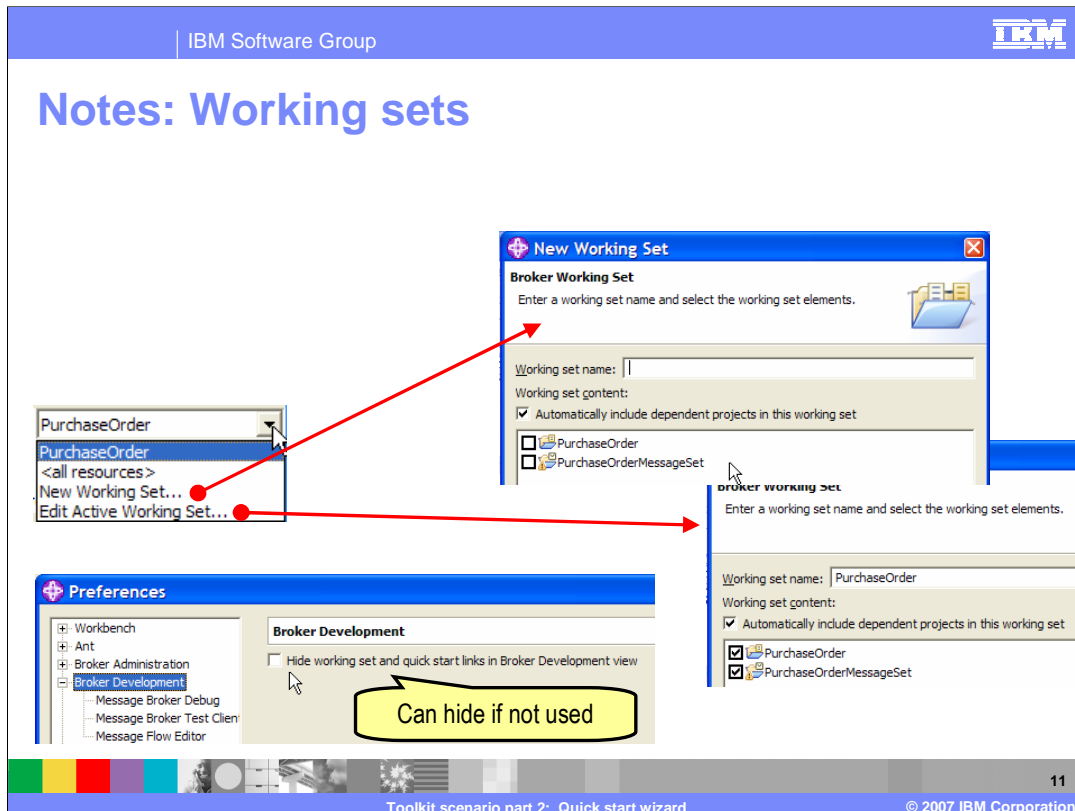 IBM Software Group
IBM
Notes: Working sets
New Working Set
Broker Working Set
Enter a working set name and select the working set elements.
Working set name:
Working set content:
Automatically include dependent projects in this working set
PurchaseOrder
PurchaseOrderMessageSet
PurchaseOrder
PurchaseOrder
<all resources>
New Working Set...
Edit Active Working Set...
Broker Working Set
Enter a working set name and select the working set elements.
Working set name: PurchaseOrder
Working set content:
Automatically include dependent projects in this working set
PurchaseOrder
PurchaseOrderMessageSet
Preferences
Workbench
Ant
Broker Administration
Broker Development
Message Broker Debug
Message Broker Test Clien
Message Flow Editor
Broker Development
Hide working set and quick start links in Broker Development view
Can hide if not used
11
Toolkit scenario part 2: Quick start wizard
© 2007 IBM Corporation